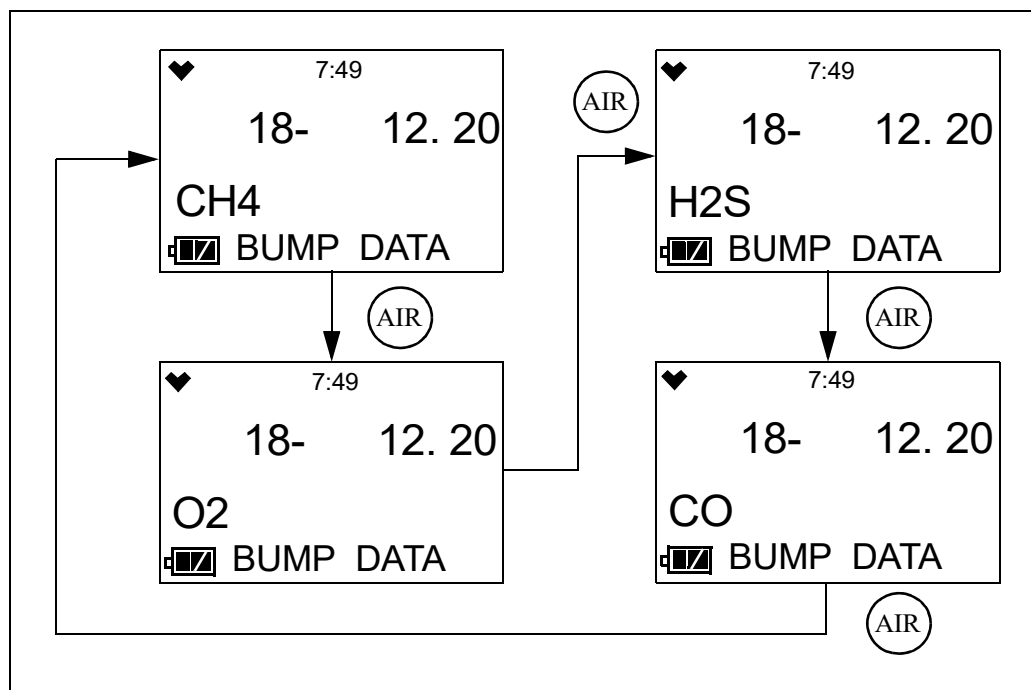 7:49
18- 12. 20
CH4
BUMP DATA
AIR
7:49
18- 12. 20
O2
BUMP DATA
AIR
7:49
18- 12. 20
H2S
BUMP DATA
AIR
7:49
18- 12. 20
CO
BUMP DATA
AIR